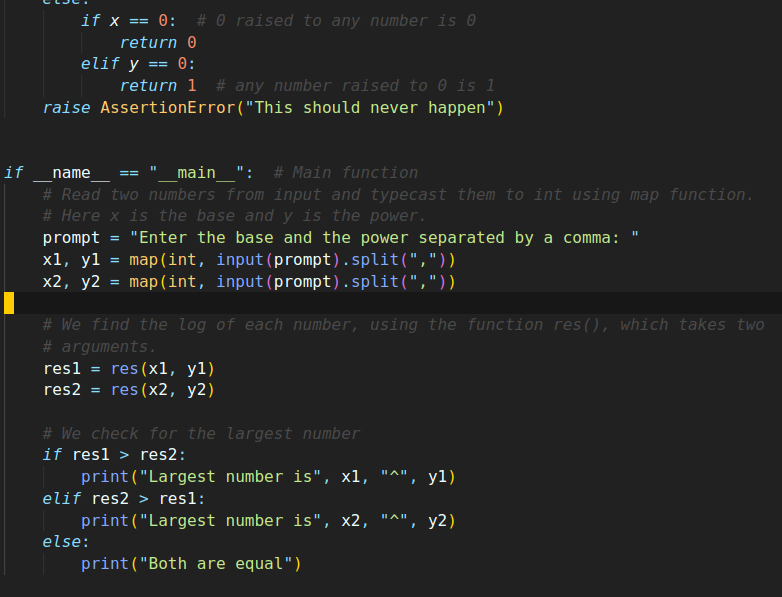 else:
if x == 0:  # 0 raised to any number is 0
return 0
elif y == 0:
return 1  # any number raised to 0 is 1
raise AssertionError("This should never happen")
if __name__ == "__main__":  # Main function
# Read two numbers from input and typecast them to int using map function.
# Here x is the base and y is the power.
prompt = "Enter the base and the power separated by a comma: "
x1, y1 = map(int, input(prompt).split(","))
x2, y2 = map(int, input(prompt).split(","))
# We find the log of each number, using the function res(), which takes two
# arguments.
res1 = res(x1, y1)
res2 = res(x2, y2)
# We check for the largest number
if res1 > res2:
print("Largest number is", x1, "^", y1)
elif res2 > res1:
print("Largest number is", x2, "^", y2)
else:
print("Both are equal")